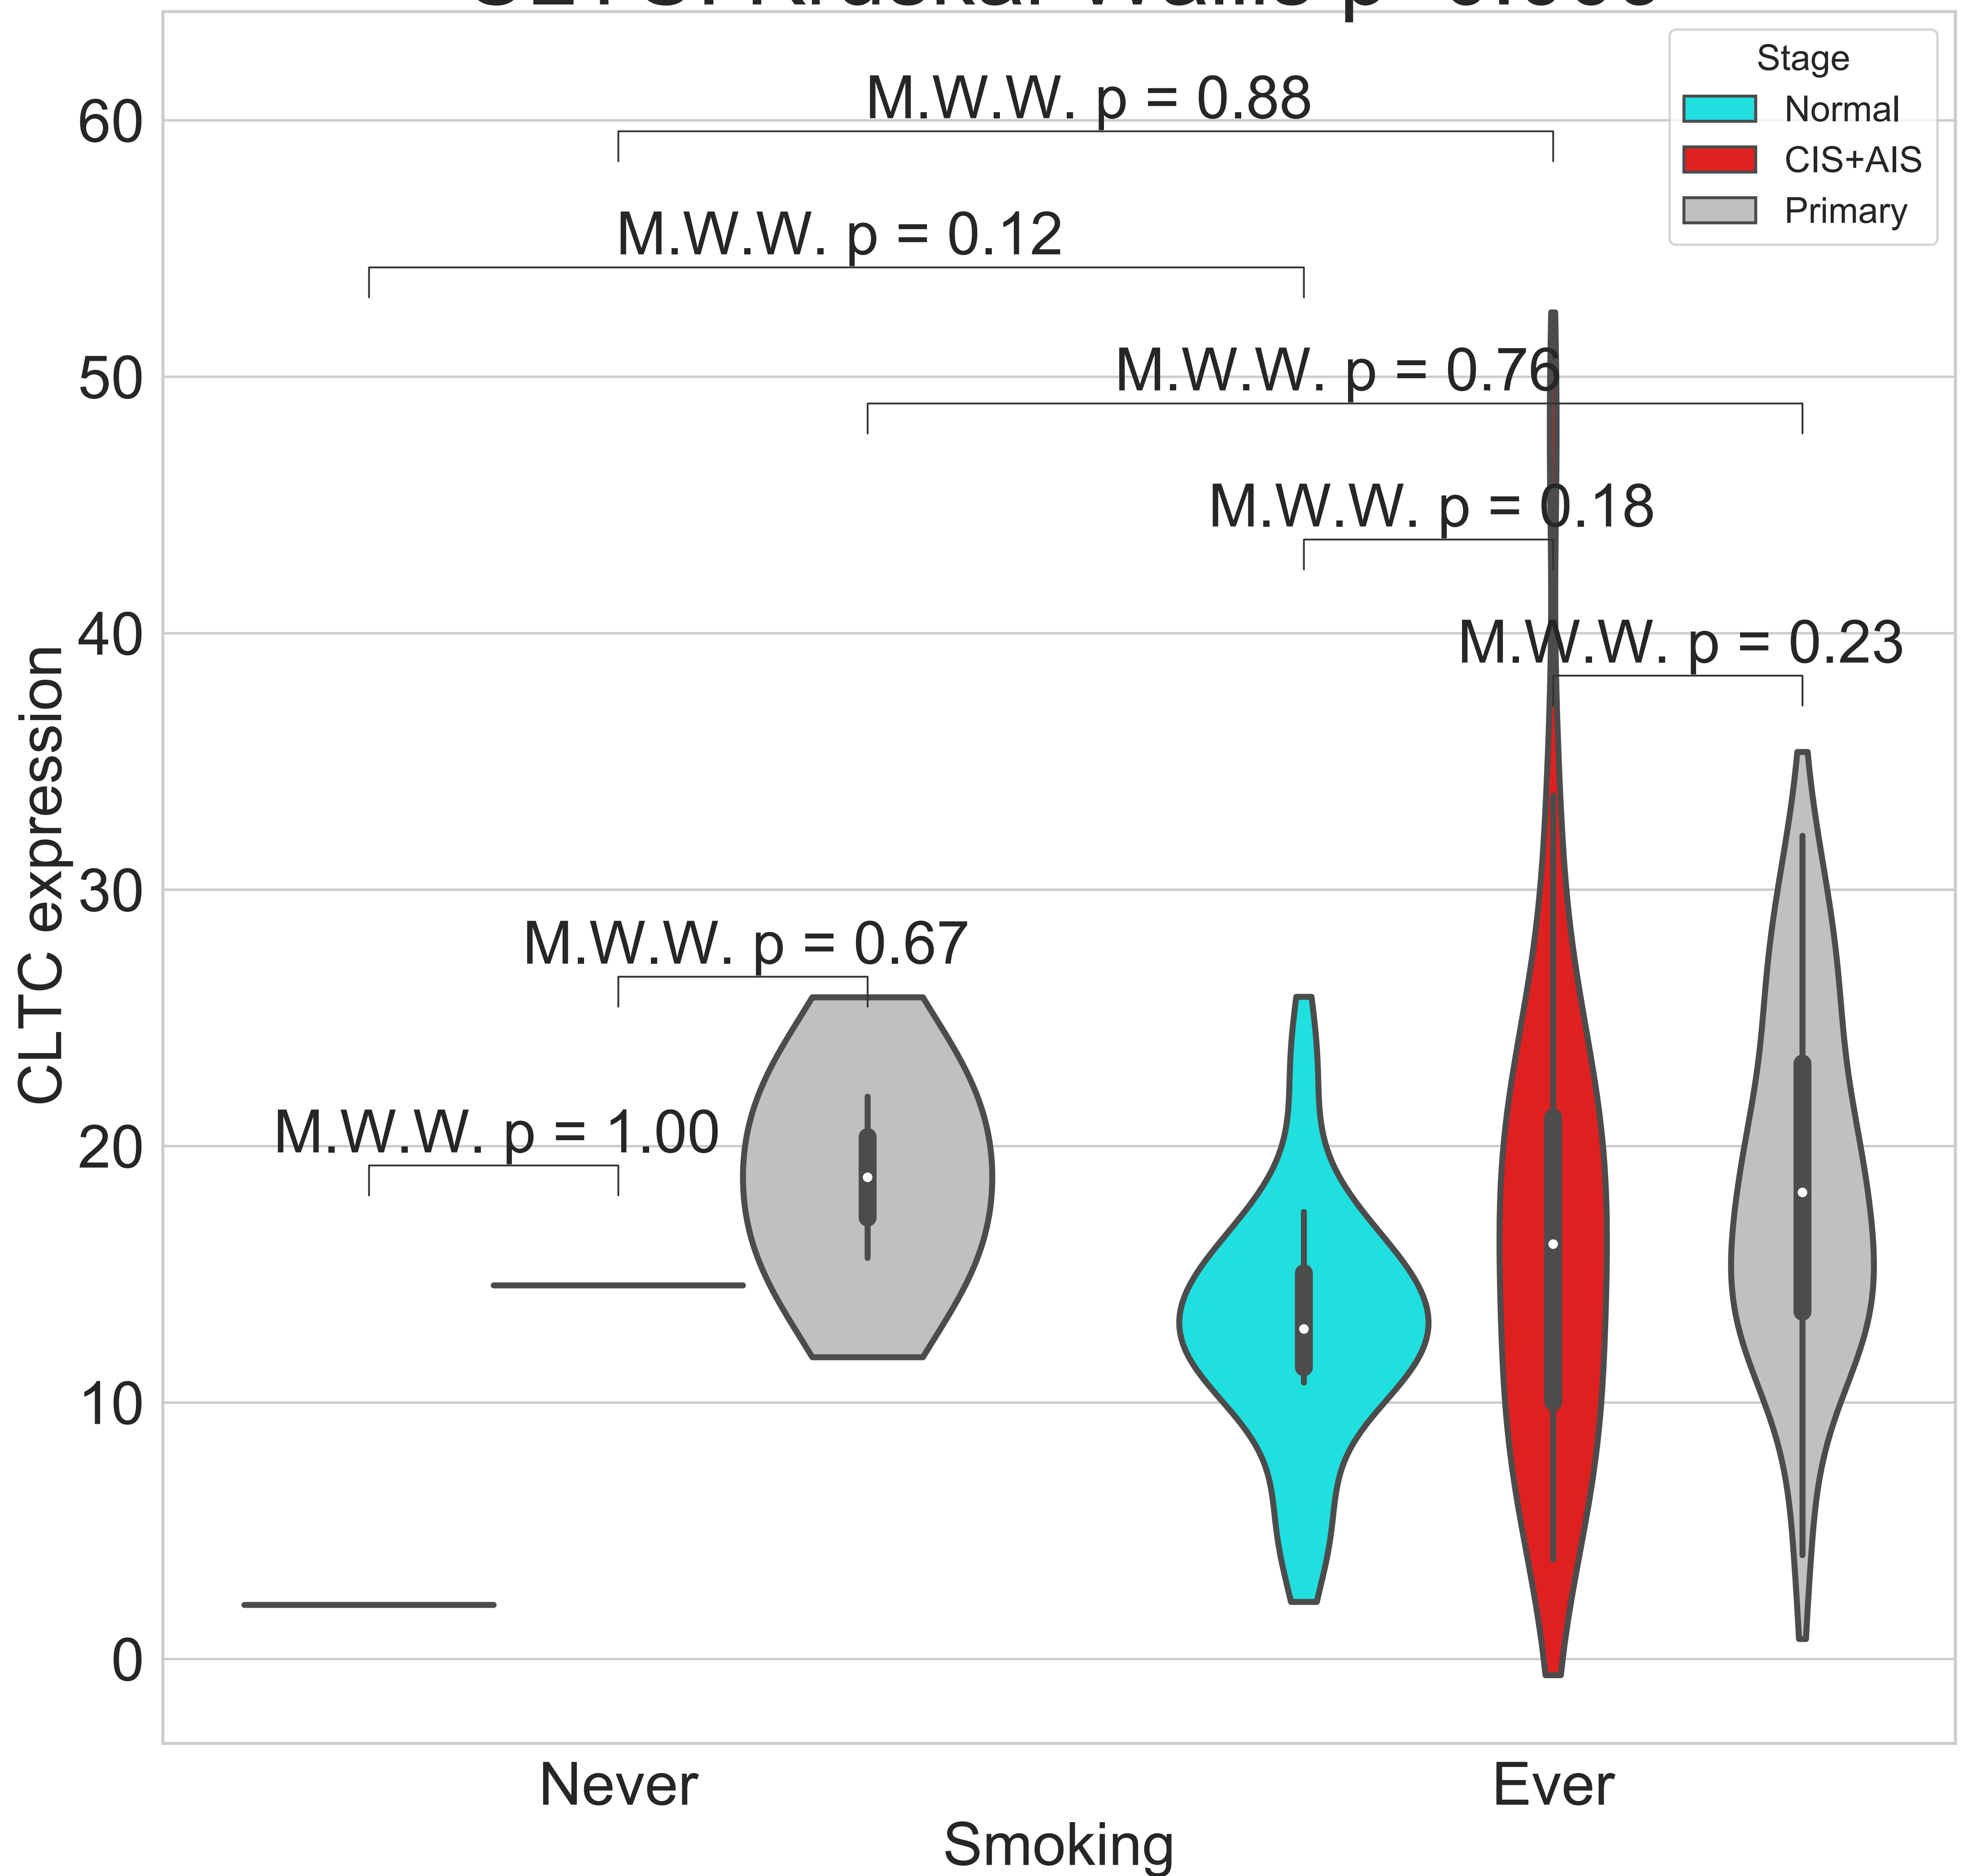 Stage
Normal
CIS+AIS
Primary
M.W.W. p = 0.88
M.W.W. p = 0.12
M.W.W. p = 0.76
M.W.W. p = 0.18
M.W.W. p = 0.23
M.W.W. p = 0.67
M.W.W. p = 1.00
CLTC expression
60
50
40
30
20
10
0
Never
Ever
Smoking